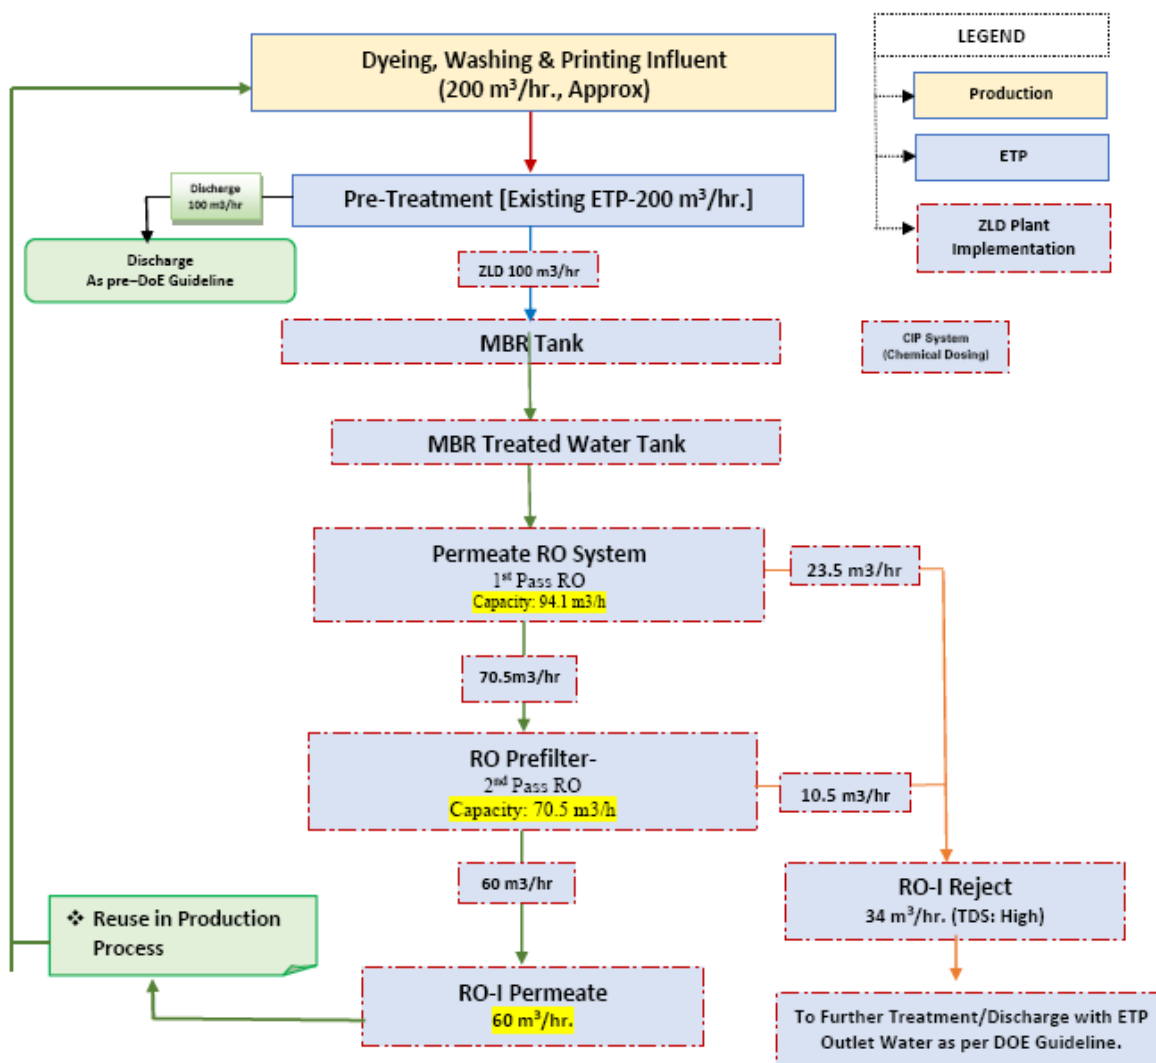 LEGEND
Dyeing, Washing & Printing Influent
(200 m³/hr., Approx)
Production
ETP
Discharge
100 m3/hr
Pre-Treatment [Existing ETP-200 m³/hr.]
ZLD Plant
Implementation
Discharge
As pre–DoE Guideline
ZLD 100 m3/hr
MBR Tank
CIP System
(Chemical Dosing)
MBR Treated Water Tank
Permeate RO System
1st Pass RO
Capacity: 94.1 m3/h
23.5 m3/hr
70.5m3/hr
RO Prefilter-
2nd Pass RO
Capacity: 70.5 m3/h
10.5 m3/hr
60 m3/hr
RO-I Reject
34 m³/hr. (TDS: High)
❖ Reuse in Production
Process
RO-I Permeate
60 m³/hr.
To Further Treatment/Discharge with ETP
Outlet Water as per DOE Guideline.